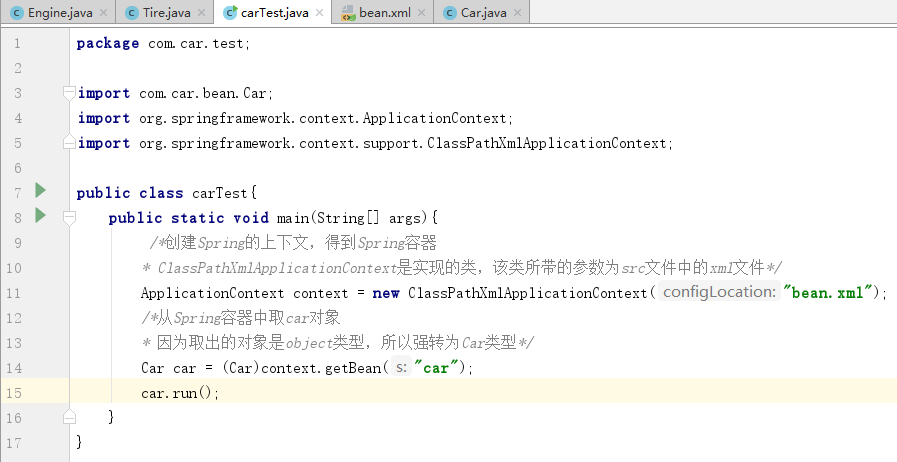 Engine.java Tire.java carTest.java bean.xml Car.java
1 package com.car.test;
2
3 import com.car.bean.Car;
4 import org.springframework.context.ApplicationContext;
5 import org.springframework.context.support.ClassPathXmlApplicationContext;
6
7 public class carTest{
8 public static void main(String[] args){
9 /*创建Spring的上下文，得到Spring容器
10 * ClassPathXmlApplicationContext是实现的类，该类所带的参数为src文件中的xml文件*/
11 ApplicationContext context = new ClassPathXmlApplicationContext( configLocation: "bean.xml");
12 /*从Spring容器中取car对象
13 * 因为取出的对象是object类型，所以强转为Car类型*/
14 Car car = (Car)context.getBean( s: "car");
15 car.run();
16 }
17 }